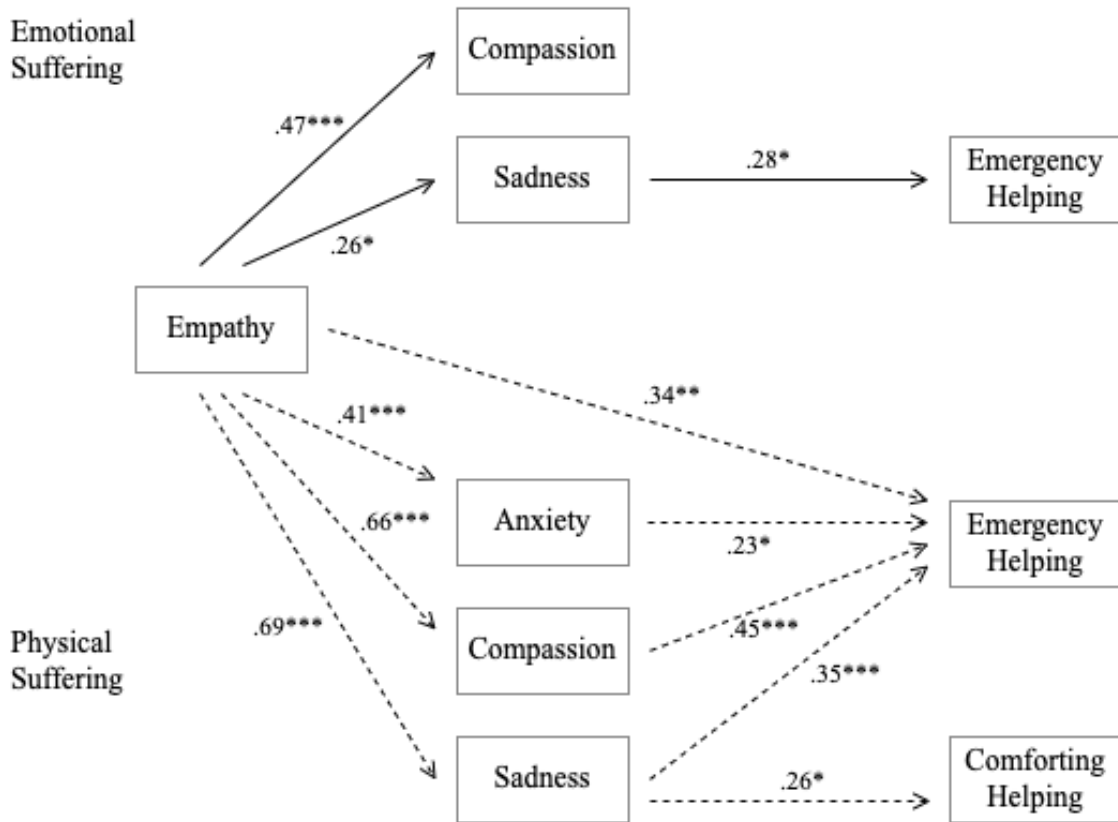 Emotional
Suffering
Compassion
.47***
Sadness
.28*
Emergency
Helping
.26*
Empathy
.34**
.41***
Anxiety
.23*
Emergency
Helping
.66***
.69***
Physical
Suffering
Compassion
.45***
.35***
Sadness
.26*
Comforting
Helping